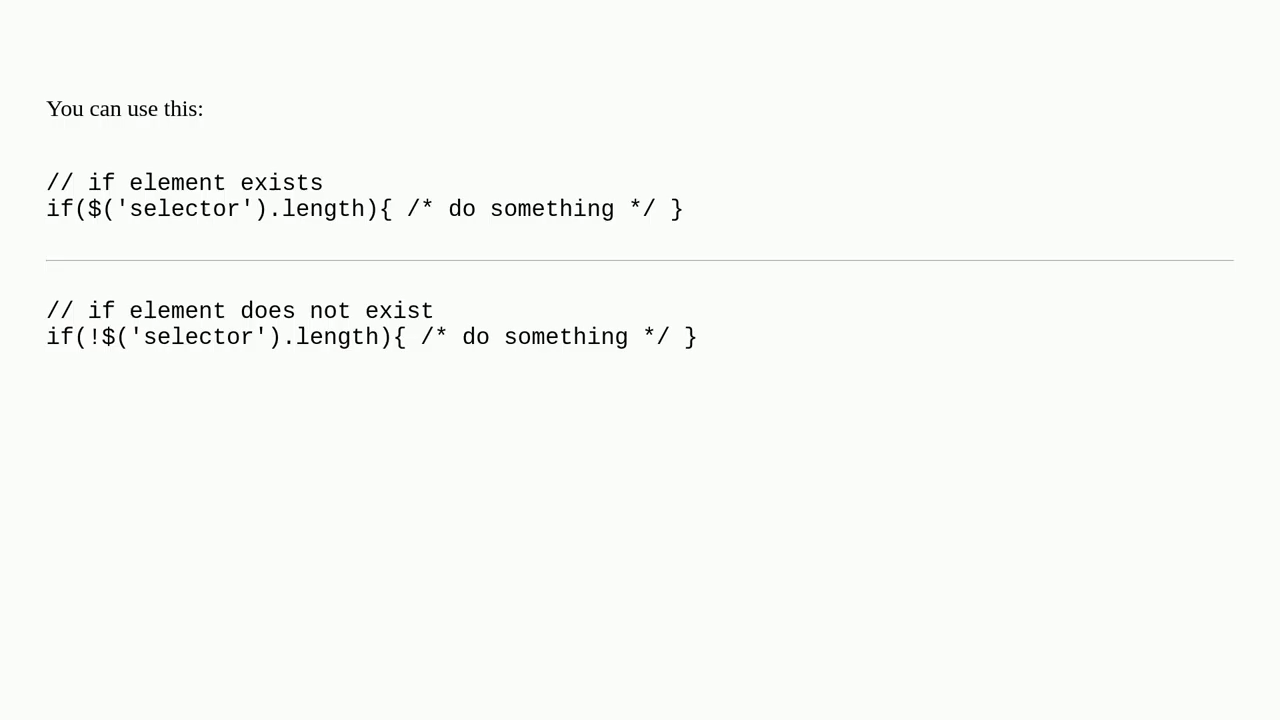 You can use this:
// if element exists
if($('selector').length){ /* do something */ }
// if element does not exist
if(!$('selector').length){ /* do something */ }